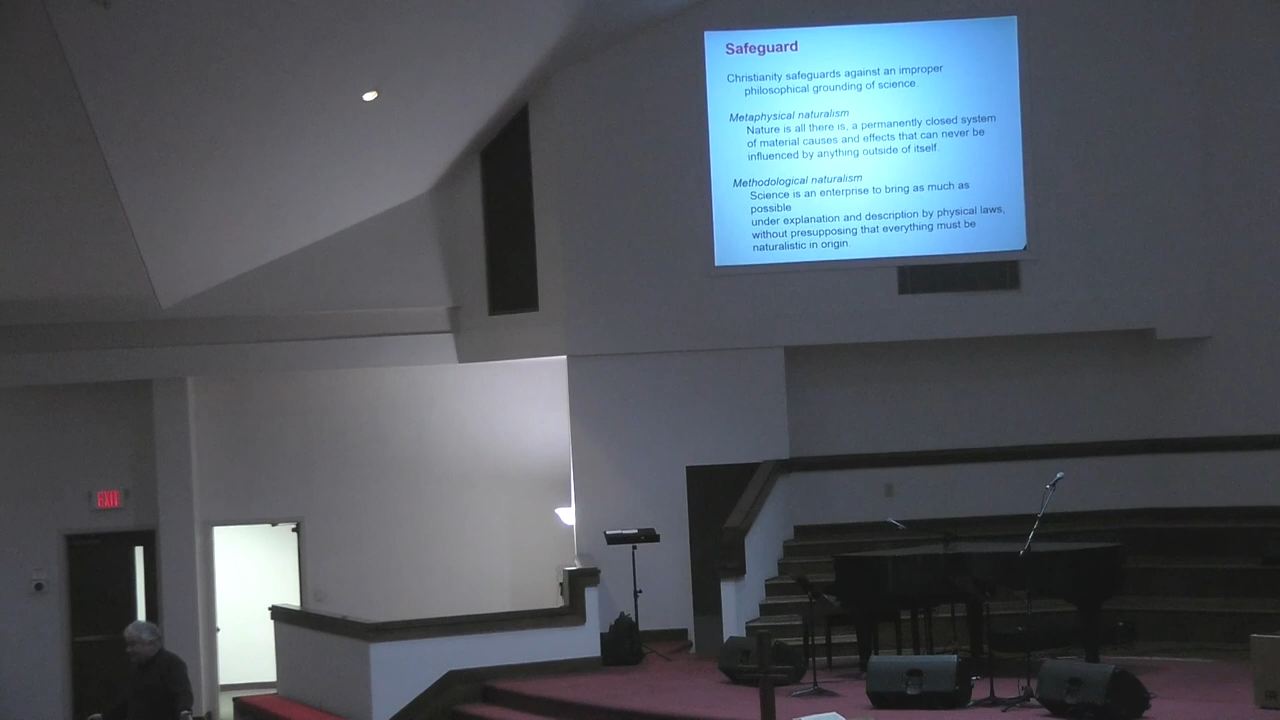 Safeguard
Christianity safeguards against an improper
philosophical grounding of science.
Metaphysical naturalism
Nature is all there is, a permanently closed system
of material causes and effects that can never be
influenced by anything outside of itself.
Methodological naturalism
Science is an enterprise to bring as much as
possible
under explanation and description by physical laws,
without presupposing that everything must be
naturalistic in origin.
EXIT